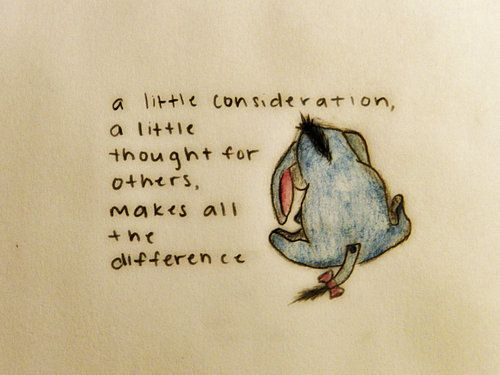 a little consideration,
a little
thought for
others,
makes all
the
difference